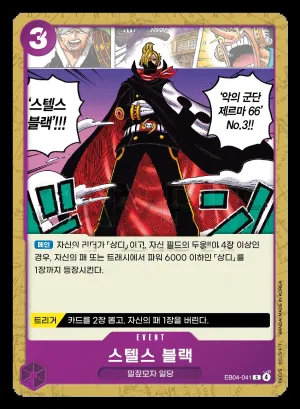 3
'스텔스
블랙'!!!
'악의 군단
제르마 66'
No.3!!
메인 자신의 리더가 「상디」이고, 자신 필드의 두웅!!이 4장 이상인
경우, 자신의 패 또는 트래시에서 파워 6000 이하인 「상디」를
1장까지 등장시킨다.
트리거 카드를 2장 뽑고, 자신의 패 1장을 버린다.
EVENT
스텔스 블랙
밀짚모자 일당
EB04-041